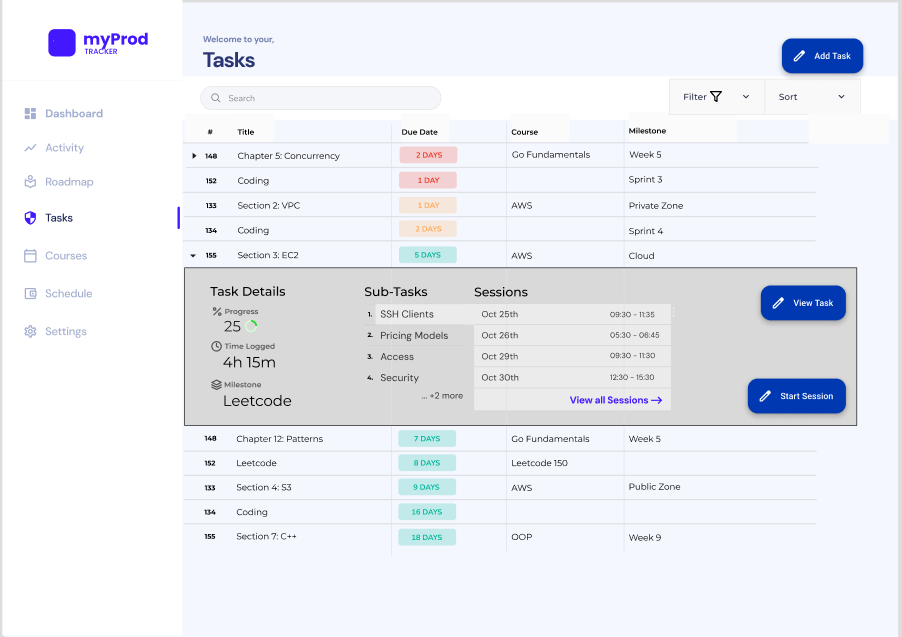 myProd
TRACKER
Dashboard
Activity
Roadmap
Tasks
Courses
Schedule
Settings
Welcome to your,
Tasks
Add Task
Search
Filter
Sort
# Title Due Date Course Milestone
148 Chapter 5: Concurrency 2 DAYS Go Fundamentals Week 5
152 Coding 1 DAY Sprint 3
133 Section 2: VPC 1 DAY AWS Private Zone
134 Coding 2 DAYS Sprint 4
155 Section 3: EC2 5 DAYS AWS Cloud
Task Details
Progress
25
Time Logged
4h 15m
Milestone
Leetcode
Sub-Tasks
1. SSH Clients
2. Pricing Models
3. Access
4. Security
... +2 more
Sessions
Oct 25th 09:30 - 11:35
Oct 26th 05:30 - 06:45
Oct 29th 09:30 - 11:30
Oct 30th 12:30 - 15:30
View all Sessions →
View Task
Start Session
148 Chapter 12: Patterns 7 DAYS Go Fundamentals Week 5
152 Leetcode 8 DAYS Leetcode 150
133 Section 4: S3 9 DAYS AWS Public Zone
134 Coding 16 DAYS
155 Section 7: C++ 18 DAYS OOP Week 9